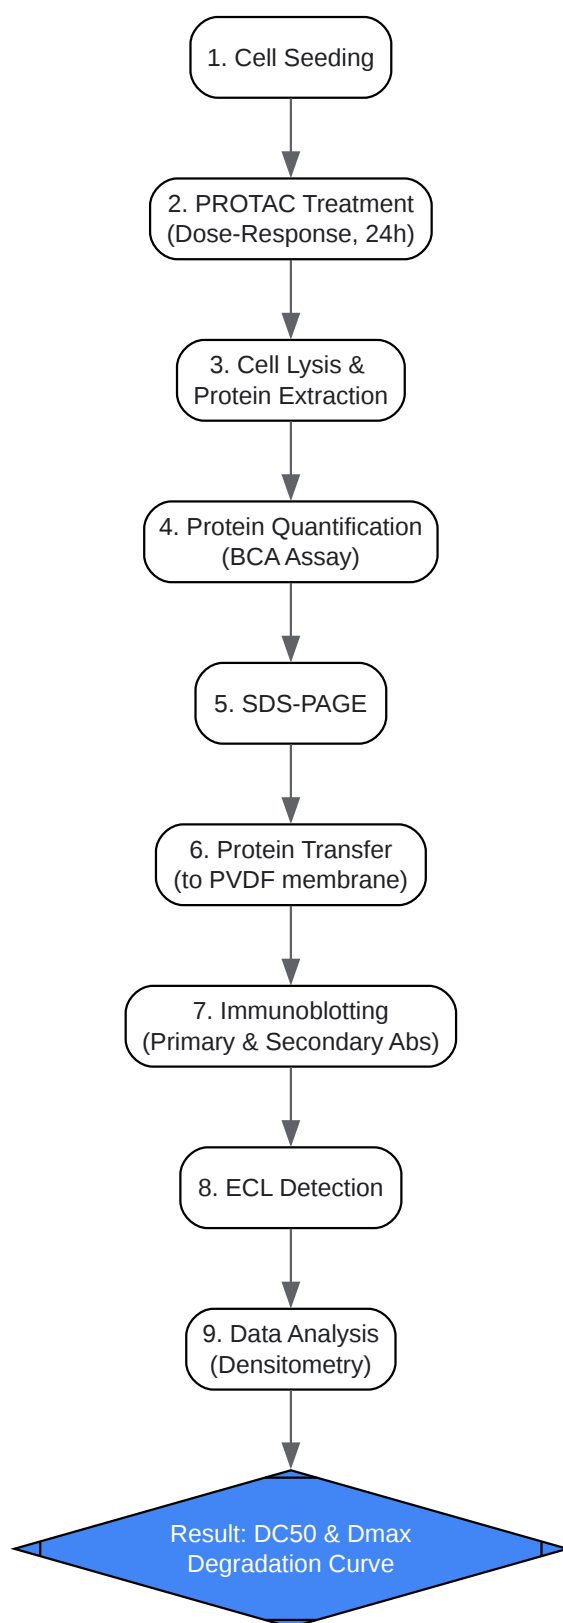 1. Cell Seeding
2. PROTAC Treatment
(Dose-Response, 24h)
3. Cell Lysis &
Protein Extraction
4. Protein Quantification
(BCA Assay)
5. SDS-PAGE
6. Protein Transfer
(to PVDF membrane)
7. Immunoblotting
(Primary & Secondary Abs)
8. ECL Detection
9. Data Analysis
(Densitometry)
Result: DC50 & Dmax
Degradation Curve